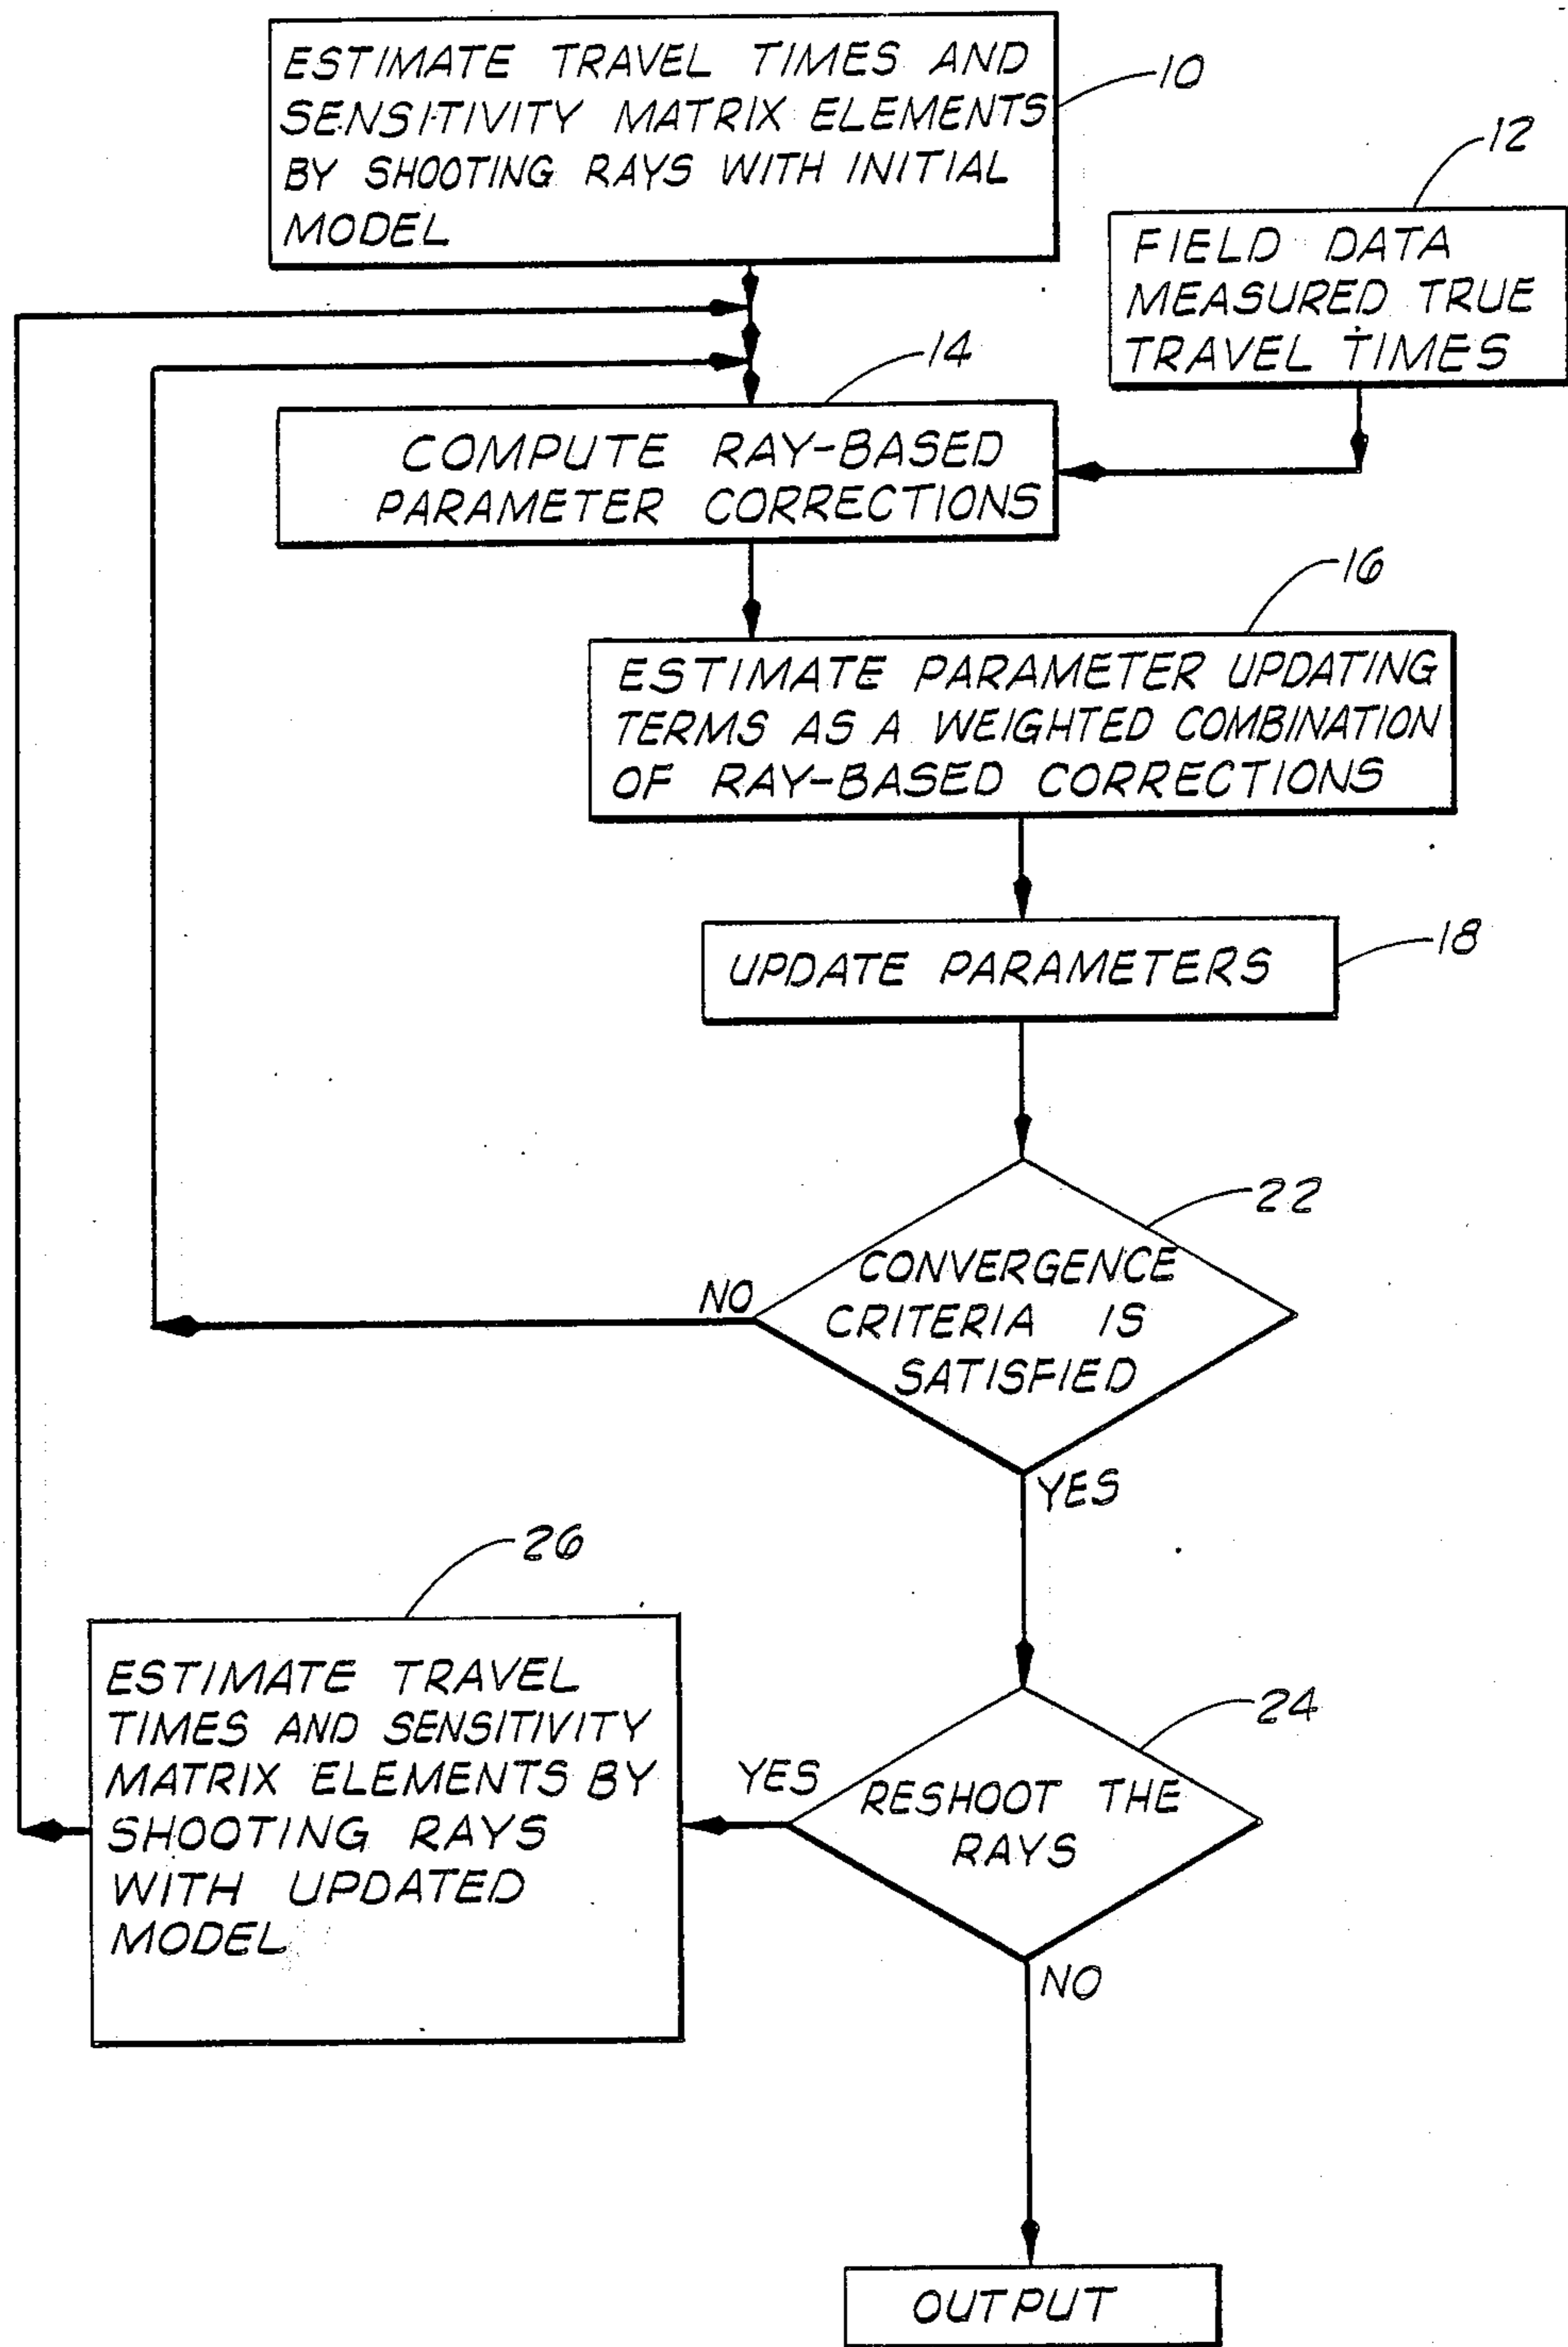 ESTIMATE TRAVEL TIMES AND
SENSITIVITY MATRIX ELEMENTS
BY SHOOTING RAYS WITH INITIAL
MODEL
10
12
FIELD DATA
MEASURED TRUE
TRAVEL TIMES
14
COMPUTE RAY-BASED
PARAMETER CORRECTIONS
16
ESTIMATE PARAMETER UPDATING
TERMS AS A WEIGHTED COMBINATION
OF RAY-BASED CORRECTIONS
18
UPDATE PARAMETERS
22
CONVERGENCE
CRITERIA IS
SATISFIED
NO
YES
24
RESHOOT THE
RAYS
YES
NO
26
ESTIMATE TRAVEL
TIMES AND SENSITIVITY
MATRIX ELEMENTS BY
SHOOTING RAYS
WITH UPDATED
MODEL
OUTPUT